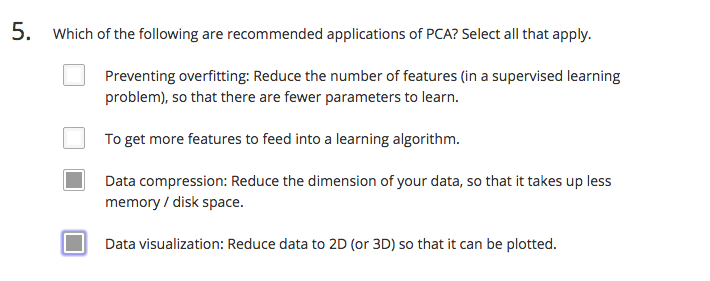 5. Which of the following are recommended applications of PCA? Select all that apply.
Preventing overfitting: Reduce the number of features (in a supervised learning
problem), so that there are fewer parameters to learn.
To get more features to feed into a learning algorithm.
Data compression: Reduce the dimension of your data, so that it takes up less
memory / disk space.
Data visualization: Reduce data to 2D (or 3D) so that it can be plotted.